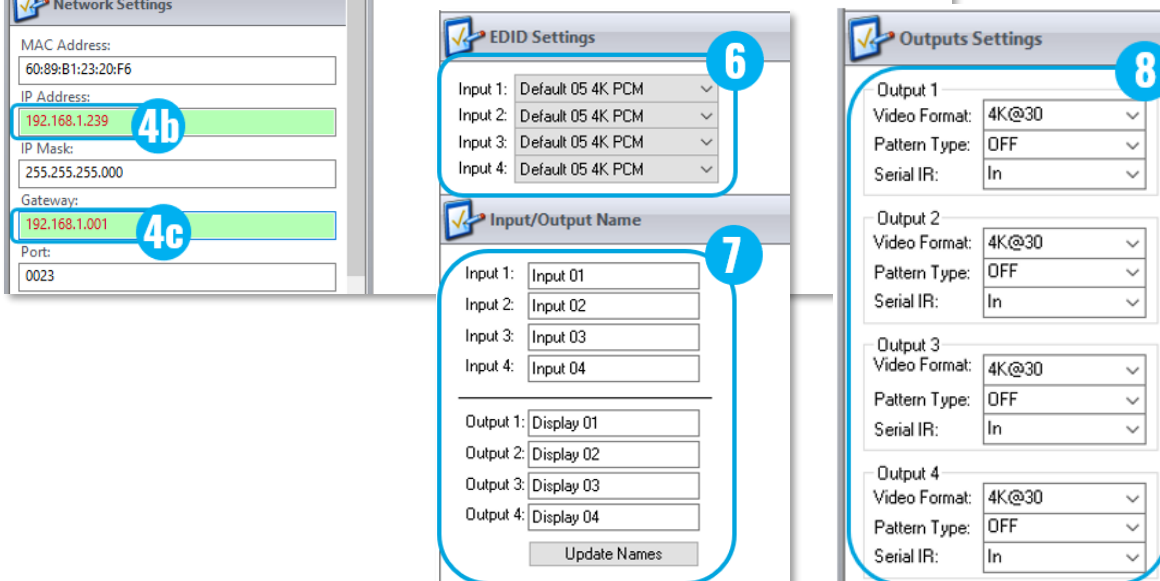 Network Settings
MAC Address:
60:89:B1:23:20:F6
IP Address:
192.168.1.239
4b
IP Mask:
255.255.255.000
Gateway:
192.168.1.001
4c
Port:
0023
EDID Settings
6
Input 1: Default 05 4K PCM
Input 2: Default 05 4K PCM
Input 3: Default 05 4K PCM
Input 4: Default 05 4K PCM
Input/Output Name
7
Input 1: Input 01
Input 2: Input 02
Input 3: Input 03
Input 4: Input 04
Output 1: Display 01
Output 2: Display 02
Output 3: Display 03
Output 4: Display 04
Update Names
Outputs Settings
8
Output 1
Video Format: 4K@30
Pattern Type: OFF
Serial IR: In
Output 2
Video Format: 4K@30
Pattern Type: OFF
Serial IR: In
Output 3
Video Format: 4K@30
Pattern Type: OFF
Serial IR: In
Output 4
Video Format: 4K@30
Pattern Type: OFF
Serial IR: In